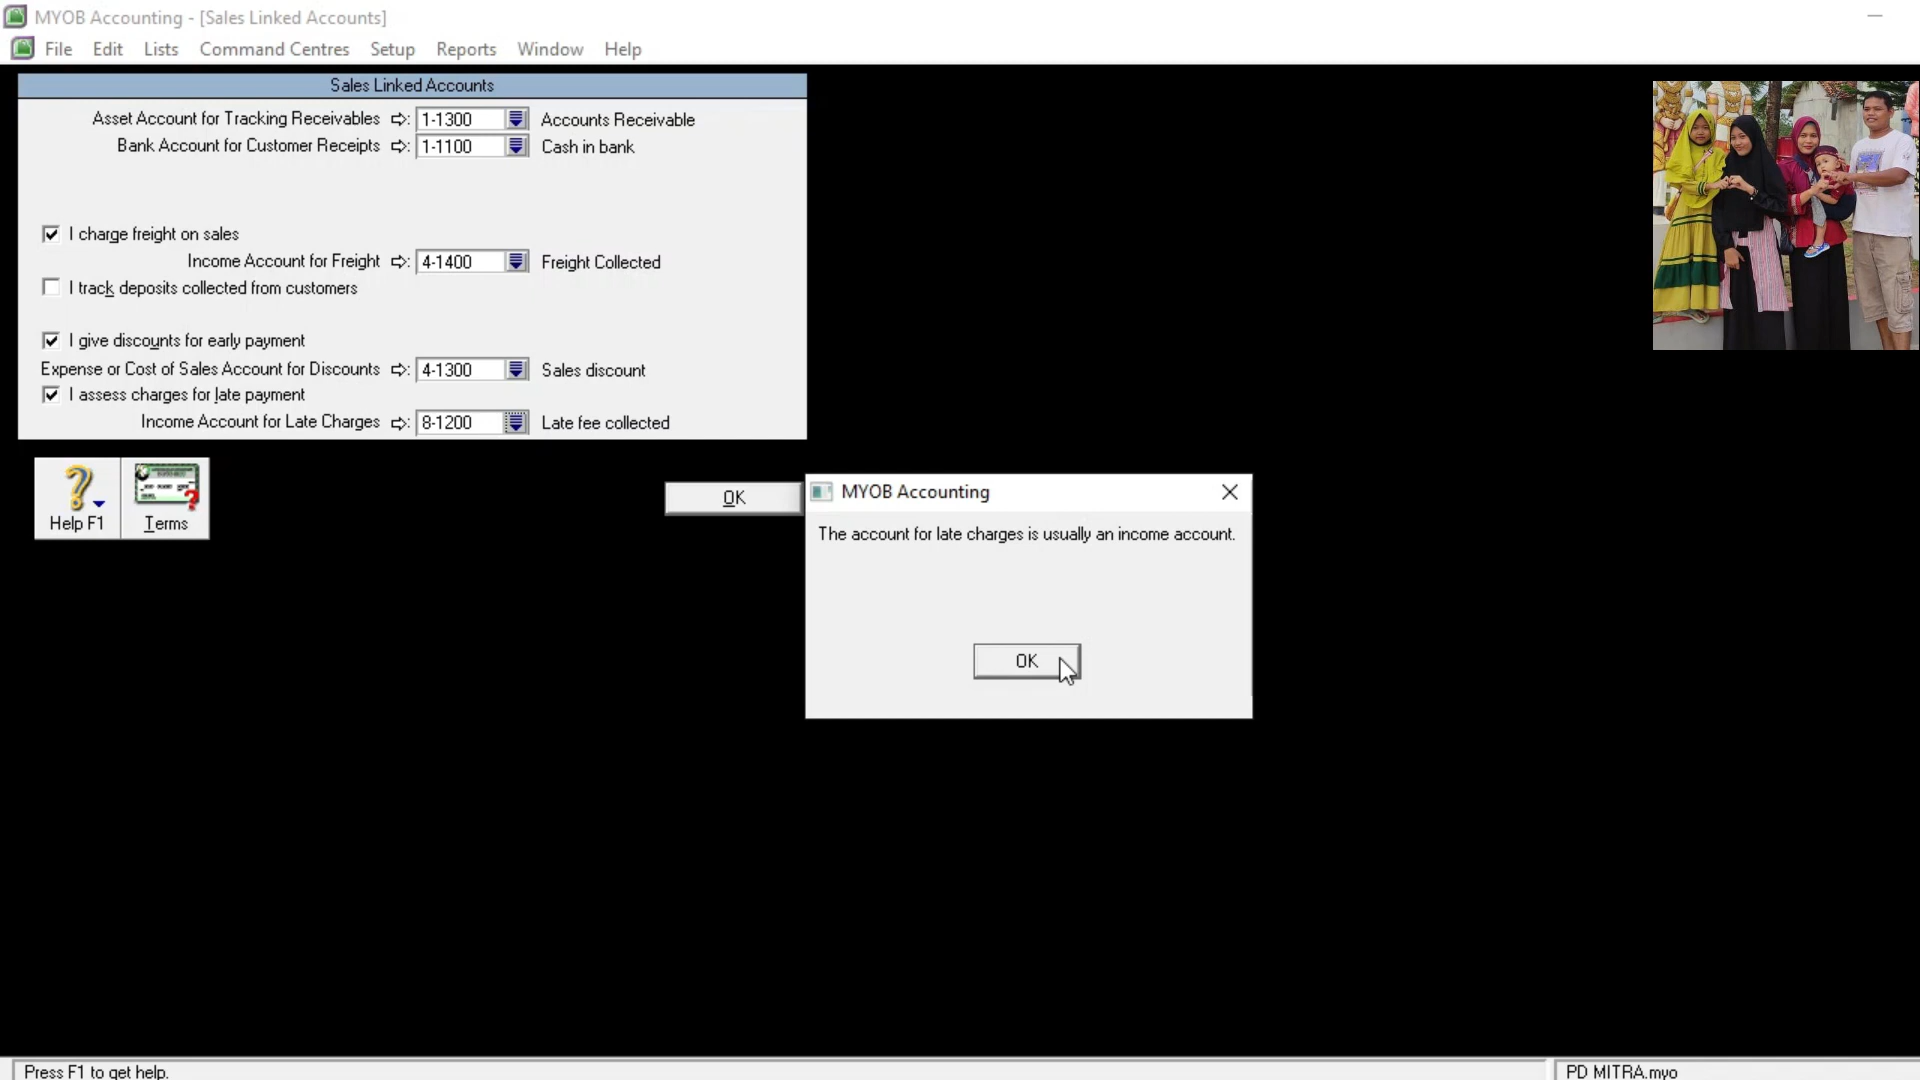 MYOB Accounting - [Sales Linked Accounts]
File Edit Lists Command Centres Setup Reports Window Help
Sales Linked Accounts
Asset Account for Tracking Receivables 1-1300 Accounts Receivable
Bank Account for Customer Receipts 1-1100 Cash in bank
I charge freight on sales
Income Account for Freight 4-1400 Freight Collected
I track deposits collected from customers
I give discounts for early payment
Expense or Cost of Sales Account for Discounts 4-1300 Sales discount
I assess charges for late payment
Income Account for Late Charges 8-1200 Late fee collected
Help F1 Terms
OK
MYOB Accounting
The account for late charges is usually an income account.
OK
Press F1 to get help.
PD MITRA.myo